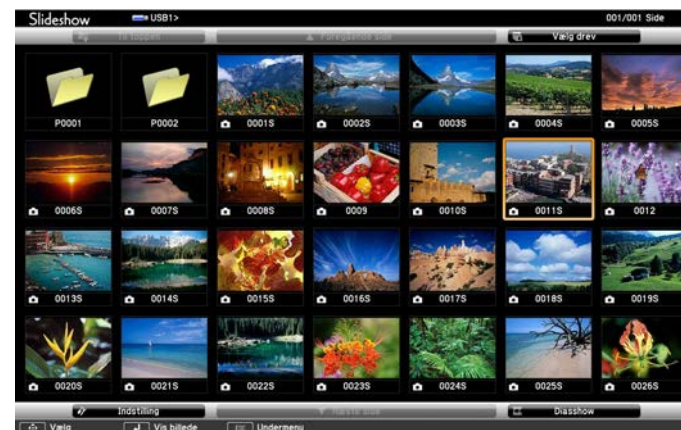 Slideshow USB1> 001/001 Side
To toppen ▲ Foregående side Vælg drev
P0001 P0002 0001S 0002S 0003S 0004S 0005S
0006S 0007S 0008S 0009 0010S 0011S 0012
0013S 0014S 0015S 0016S 0017S 0018S 0019S
0020S 0021S 0022S 0023S 0024S 0025S 0026S
Indstilling ▼ Næste side Diasshow
Vælg Vis billede Undermenu